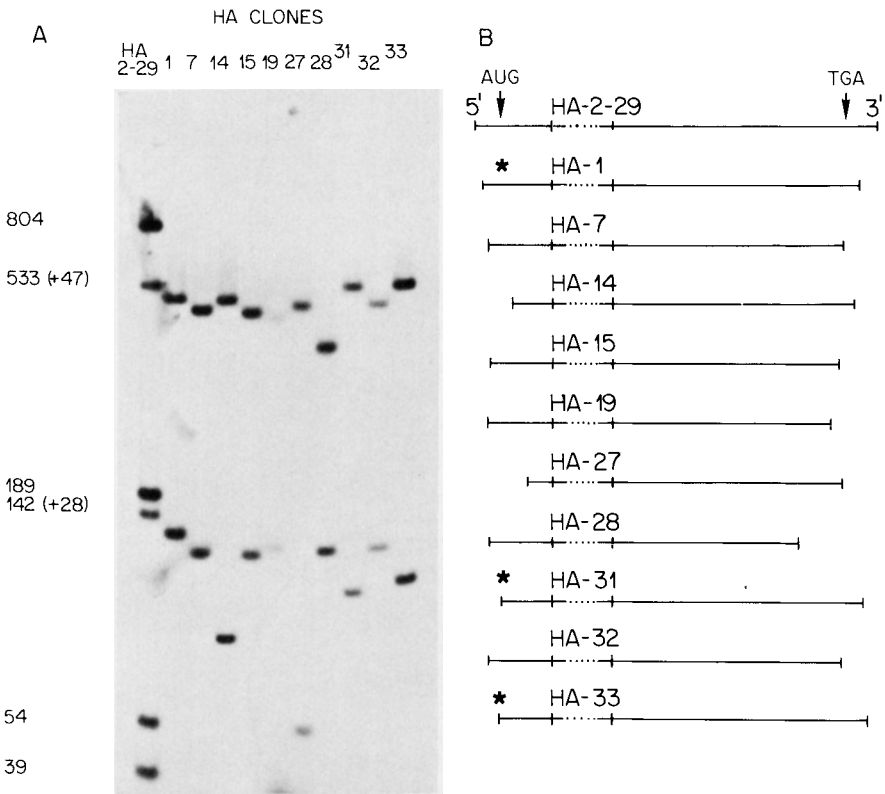 A
HA CLONES
HA
2-29 1 7 14 15 19 27 28 31 32 33
804
533 (+47)
189
142 (+28)
54
39
B
AUG
TGA
5' HA-2-29 3'
* HA-1
HA-7
HA-14
HA-15
HA-19
HA-27
HA-28
* HA-31
HA-32
* HA-33